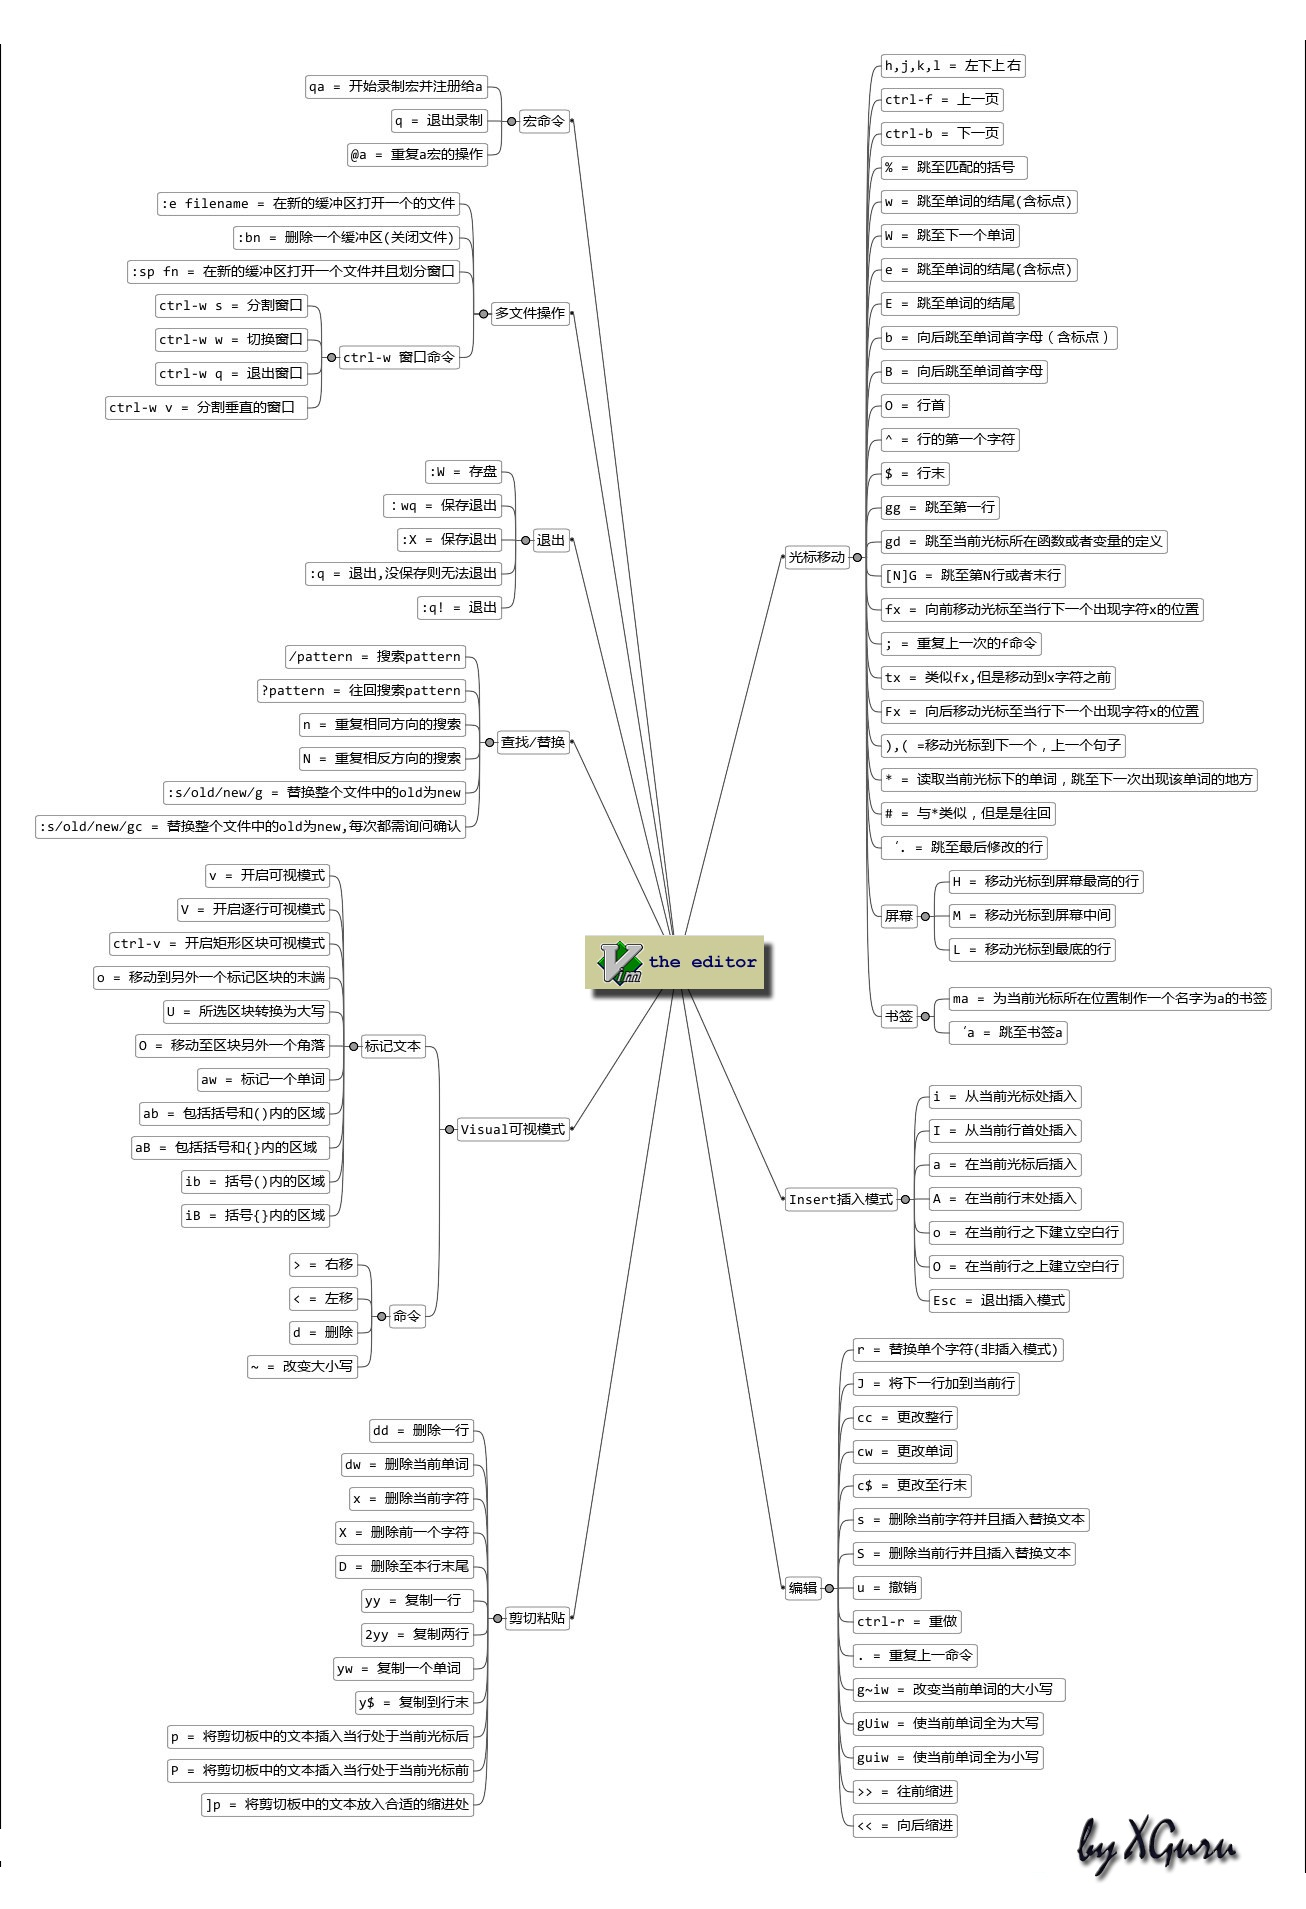 qa = 开始录制宏并注册给a
q = 退出录制
@a = 重复a宏的操作
宏命令
:e filename = 在新的缓冲区打开一个的文件
:bn = 删除一个缓冲区(关闭文件)
:sp fn = 在新的缓冲区打开一个文件并且划分窗口
ctrl-w s = 分割窗口
ctrl-w w = 切换窗口
ctrl-w q = 退出窗口
ctrl-w v = 分割垂直的窗口
ctrl-w 窗口命令
多文件操作
:W = 存盘
：wq = 保存退出
:X = 保存退出
:q = 退出,没保存则无法退出
:q! = 退出
退出
/pattern = 搜索pattern
?pattern = 往回搜索pattern
n = 重复相同方向的搜索
N = 重复相反方向的搜索
:s/old/new/g = 替换整个文件中的old为new
:s/old/new/gc = 替换整个文件中的old为new,每次都需询问确认
查找/替换
v = 开启可视模式
V = 开启逐行可视模式
ctrl-v = 开启矩形区块可视模式
o = 移动到另外一个标记区块的末端
U = 所选区块转换为大写
O = 移动至区块另外一个角落
aw = 标记一个单词
ab = 包括括号和()内的区域
aB = 包括括号和{}内的区域
ib = 括号()内的区域
iB = 括号{}内的区域
标记文本
> = 右移
< = 左移
d = 删除
~ = 改变大小写
命令
Visual可视模式
dd = 删除一行
dw = 删除当前单词
x = 删除当前字符
X = 删除前一个字符
D = 删除至本行末尾
yy = 复制一行
2yy = 复制两行
yw = 复制一个单词
y$ = 复制到行末
p = 将剪切板中的文本插入当行处于当前光标后
P = 将剪切板中的文本插入当行处于当前光标前
]p = 将剪切板中的文本放入合适的缩进处
剪切粘贴
Vim the editor
光标移动
h,j,k,l = 左下上右
ctrl-f = 上一页
ctrl-b = 下一页
% = 跳至匹配的括号
w = 跳至单词的结尾(含标点)
W = 跳至下一个单词
e = 跳至单词的结尾(含标点)
E = 跳至单词的结尾
b = 向后跳至单词首字母（含标点）
B = 向后跳至单词首字母
O = 行首
^ = 行的第一个字符
$ = 行末
gg = 跳至第一行
gd = 跳至当前光标所在函数或者变量的定义
[N]G = 跳至第N行或者末行
fx = 向前移动光标至当行下一个出现字符x的位置
; = 重复上一次的f命令
tx = 类似fx,但是移动到x字符之前
Fx = 向后移动光标至当行下一个出现字符x的位置
),( =移动光标到下一个，上一个句子
* = 读取当前光标下的单词，跳至下一次出现该单词的地方
# = 与*类似，但是是往回
´. = 跳至最后修改的行
屏幕
H = 移动光标到屏幕最高的行
M = 移动光标到屏幕中间
L = 移动光标到最底的行
书签
ma = 为当前光标所在位置制作一个名字为a的书签
´a = 跳至书签a
Insert插入模式
i = 从当前光标处插入
I = 从当前行首处插入
a = 在当前光标后插入
A = 在当前行末处插入
o = 在当前行之下建立空白行
O = 在当前行之上建立空白行
Esc = 退出插入模式
编辑
r = 替换单个字符(非插入模式)
J = 将下一行加到当前行
cc = 更改整行
cw = 更改单词
c$ = 更改至行末
s = 删除当前字符并且插入替换文本
S = 删除当前行并且插入替换文本
u = 撤销
ctrl-r = 重做
. = 重复上一命令
g~iw = 改变当前单词的大小写
gUiw = 使当前单词全为大写
guiw = 使当前单词全为小写
>> = 往前缩进
<< = 向后缩进
by XGuru